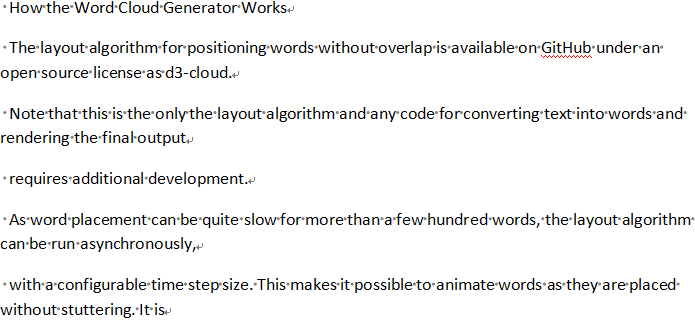 How the Word Cloud Generator Works
The layout algorithm for positioning words without overlap is available on GitHub under an
open source license as d3-cloud.
Note that this is the only the layout algorithm and any code for converting text into words and
rendering the final output
requires additional development.
As word placement can be quite slow for more than a few hundred words, the layout algorithm
can be run asynchronously,
with a configurable time step size. This makes it possible to animate words as they are placed
without stuttering. It is